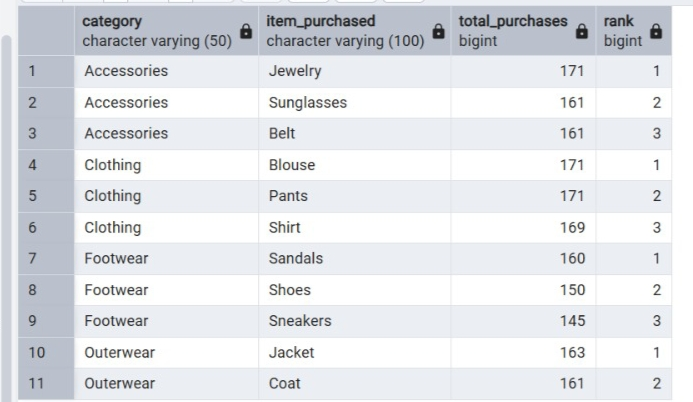 category item_purchased total_purchases rank
character varying (50) character varying (100) bigint bigint
1 Accessories Jewelry 171 1
2 Accessories Sunglasses 161 2
3 Accessories Belt 161 3
4 Clothing Blouse 171 1
5 Clothing Pants 171 2
6 Clothing Shirt 169 3
7 Footwear Sandals 160 1
8 Footwear Shoes 150 2
9 Footwear Sneakers 145 3
10 Outerwear Jacket 163 1
11 Outerwear Coat 161 2